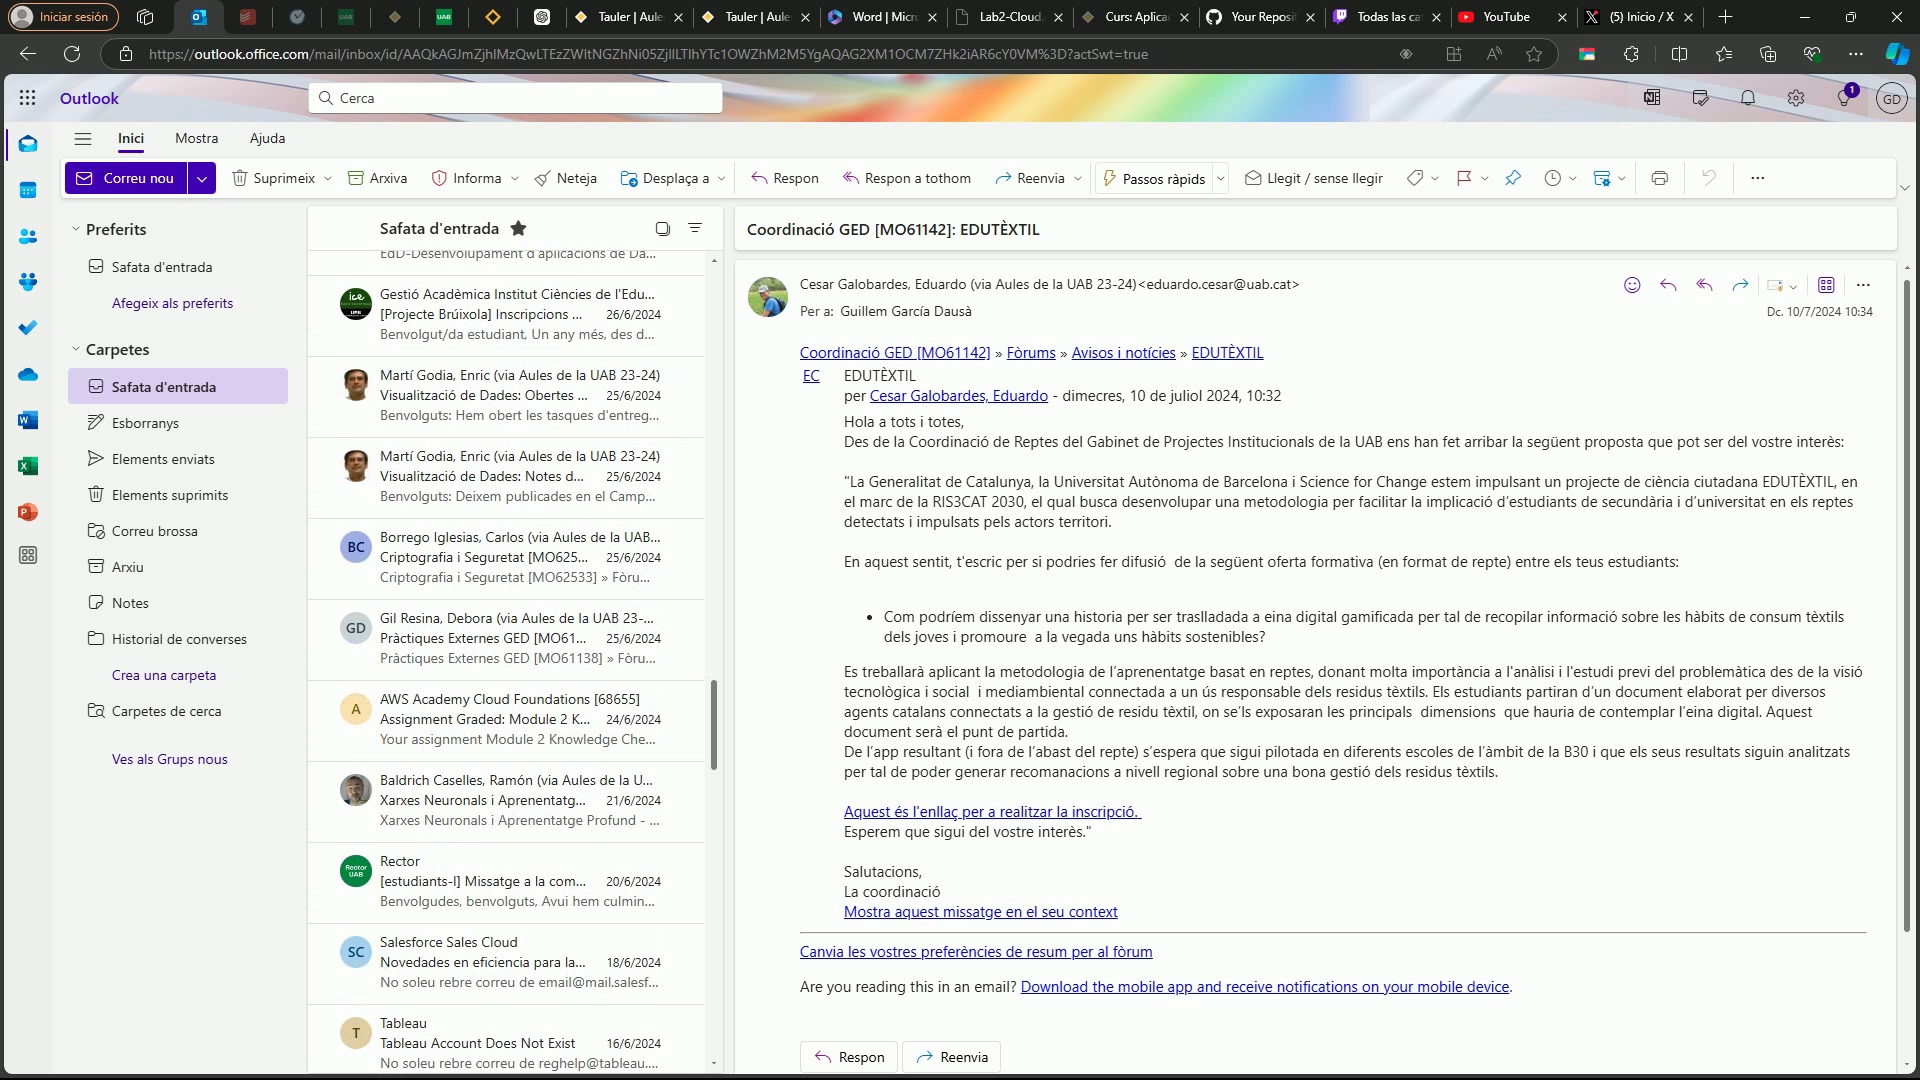 Iniciar sesión
UAB
UAB
Tauler | Aule
Tauler | Aule
Word | Micr
Lab2-Cloud
Curs: Aplica
Your Reposi
Todas las ca
YouTube
(5) Inicio / X
https://outlook.office.com/mail/inbox/id/
Outlook
Cerca
1
GD
Inici
Mostra
Ajuda
Correu nou
Suprimeix
Arxiva
Informa
Neteja
Desplaça a
Respon
Respon a tothom
Reenvia
Passos ràpids
Llegit / sense llegir
Preferits
Safata d'entrada
Afegeix als preferits
Carpetes
Safata d'entrada
Esborranys
Elements enviats
Elements suprimits
Correu brossa
Arxiu
Notes
Historial de converses
Crea una carpeta
Carpetes de cerca
Ves als Grups nous
Safata d'entrada
EdD-Desenvolupament d'aplicacions de Da...
Gestió Acadèmica Institut Ciències de l'Edu...
[Projecte Brúixola] Inscripcions ... 26/6/2024
Benvolgut/da estudiant, Un any més, des d...
Martí Godia, Enric (via Aules de la UAB 23-24)
Visualització de Dades: Obertes ... 25/6/2024
Benvolguts: Hem obert les tasques d'entreg...
Martí Godia, Enric (via Aules de la UAB 23-24)
Visualització de Dades: Notes d... 25/6/2024
Benvolguts: Deixem publicades en el Camp...
BC
Borrego Iglesias, Carlos (via Aules de la UAB...
Criptografia i Seguretat [MO625... 25/6/2024
Criptografia i Seguretat [MO62533] » Fòru...
GD
Gil Resina, Debora (via Aules de la UAB 23-...
Pràctiques Externes GED [MO61... 25/6/2024
Pràctiques Externes GED [MO61138] » Fòru...
A
AWS Academy Cloud Foundations [68655]
Assignment Graded: Module 2 K... 24/6/2024
Your assignment Module 2 Knowledge Che...
Baldrich Caselles, Ramón (via Aules de la U...
Xarxes Neuronals i Aprenentatg... 21/6/2024
Xarxes Neuronals i Aprenentatge Profund - ...
Rector UAB
Rector
[estudiants-l] Missatge a la com... 20/6/2024
Benvolgudes, benvolguts, Avui hem culmin...
SC
Salesforce Sales Cloud
Novedades en eficiencia para la... 18/6/2024
No soleu rebre correu de email@mail.salesf...
T
Tableau
Tableau Account Does Not Exist 16/6/2024
No soleu rebre correu de reghelp@tableau....
Coordinació GED [MO61142]: EDUTÈXTIL
Cesar Galobardes, Eduardo (via Aules de la UAB 23-24)<eduardo.cesar@uab.cat>
Per a: Guillem García Dausà
Dc. 10/7/2024 10:34
Coordinació GED [MO61142] » Fòrums » Avisos i notícies » EDUTÈXTIL
EC
EDUTÈXTIL
per Cesar Galobardes, Eduardo - dimecres, 10 de juliol 2024, 10:32
Hola a tots i totes,
Des de la Coordinació de Reptes del Gabinet de Projectes Institucionals de la UAB ens han fet arribar la següent proposta que pot ser del vostre interès:
"La Generalitat de Catalunya, la Universitat Autònoma de Barcelona i Science for Change estem impulsant un projecte de ciència ciutadana EDUTÈXTIL, en
el marc de la RIS3CAT 2030, el qual busca desenvolupar una metodologia per facilitar la implicació d'estudiants de secundària i d'universitat en els reptes
detectats i impulsats pels actors territori.
En aquest sentit, t'escric per si podries fer difusió  de la següent oferta formativa (en format de repte) entre els teus estudiants:
• Com podríem dissenyar una historia per ser traslladada a eina digital gamificada per tal de recopilar informació sobre les hàbits de consum tèxtils
dels joves i promoure  a la vegada uns hàbits sostenibles?
Es treballarà aplicant la metodologia de l'aprenentatge basat en reptes, donant molta importància a l'anàlisi i l'estudi previ del problemàtica des de la visió
tecnològica i social  i mediambiental connectada a un ús responsable dels residus tèxtils. Els estudiants partiran d'un document elaborat per diversos
agents catalans connectats a la gestió de residu tèxtil, on se'ls exposaran les principals  dimensions  que hauria de contemplar l'eina digital. Aquest
document serà el punt de partida.
De l'app resultant (i fora de l'abast del repte) s'espera que sigui pilotada en diferents escoles de l'àmbit de la B30 i que els seus resultats siguin analitzats
per tal de poder generar recomanacions a nivell regional sobre una bona gestió dels residus tèxtils.
Aquest és l'enllaç per a realitzar la inscripció.
Esperem que sigui del vostre interès."
Salutacions,
La coordinació
Mostra aquest missatge en el seu context
Canvia les vostres preferències de resum per al fòrum
Are you reading this in an email? Download the mobile app and receive notifications on your mobile device.
Respon
Reenvia